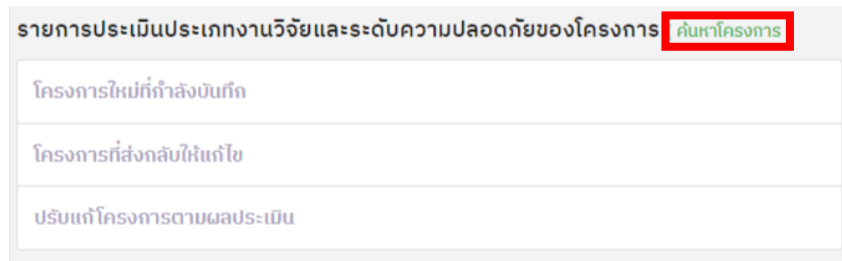 รายการประเมินประเภทงานวิจัยและระดับความปลอดภัยของโครงการ ค้นหาโครงการ
โครงการใหม่ที่กำลังบันทึก
โครงการที่ส่งกลับให้แก้ไข
ปรับแก้โครงการตามผลประเมิน